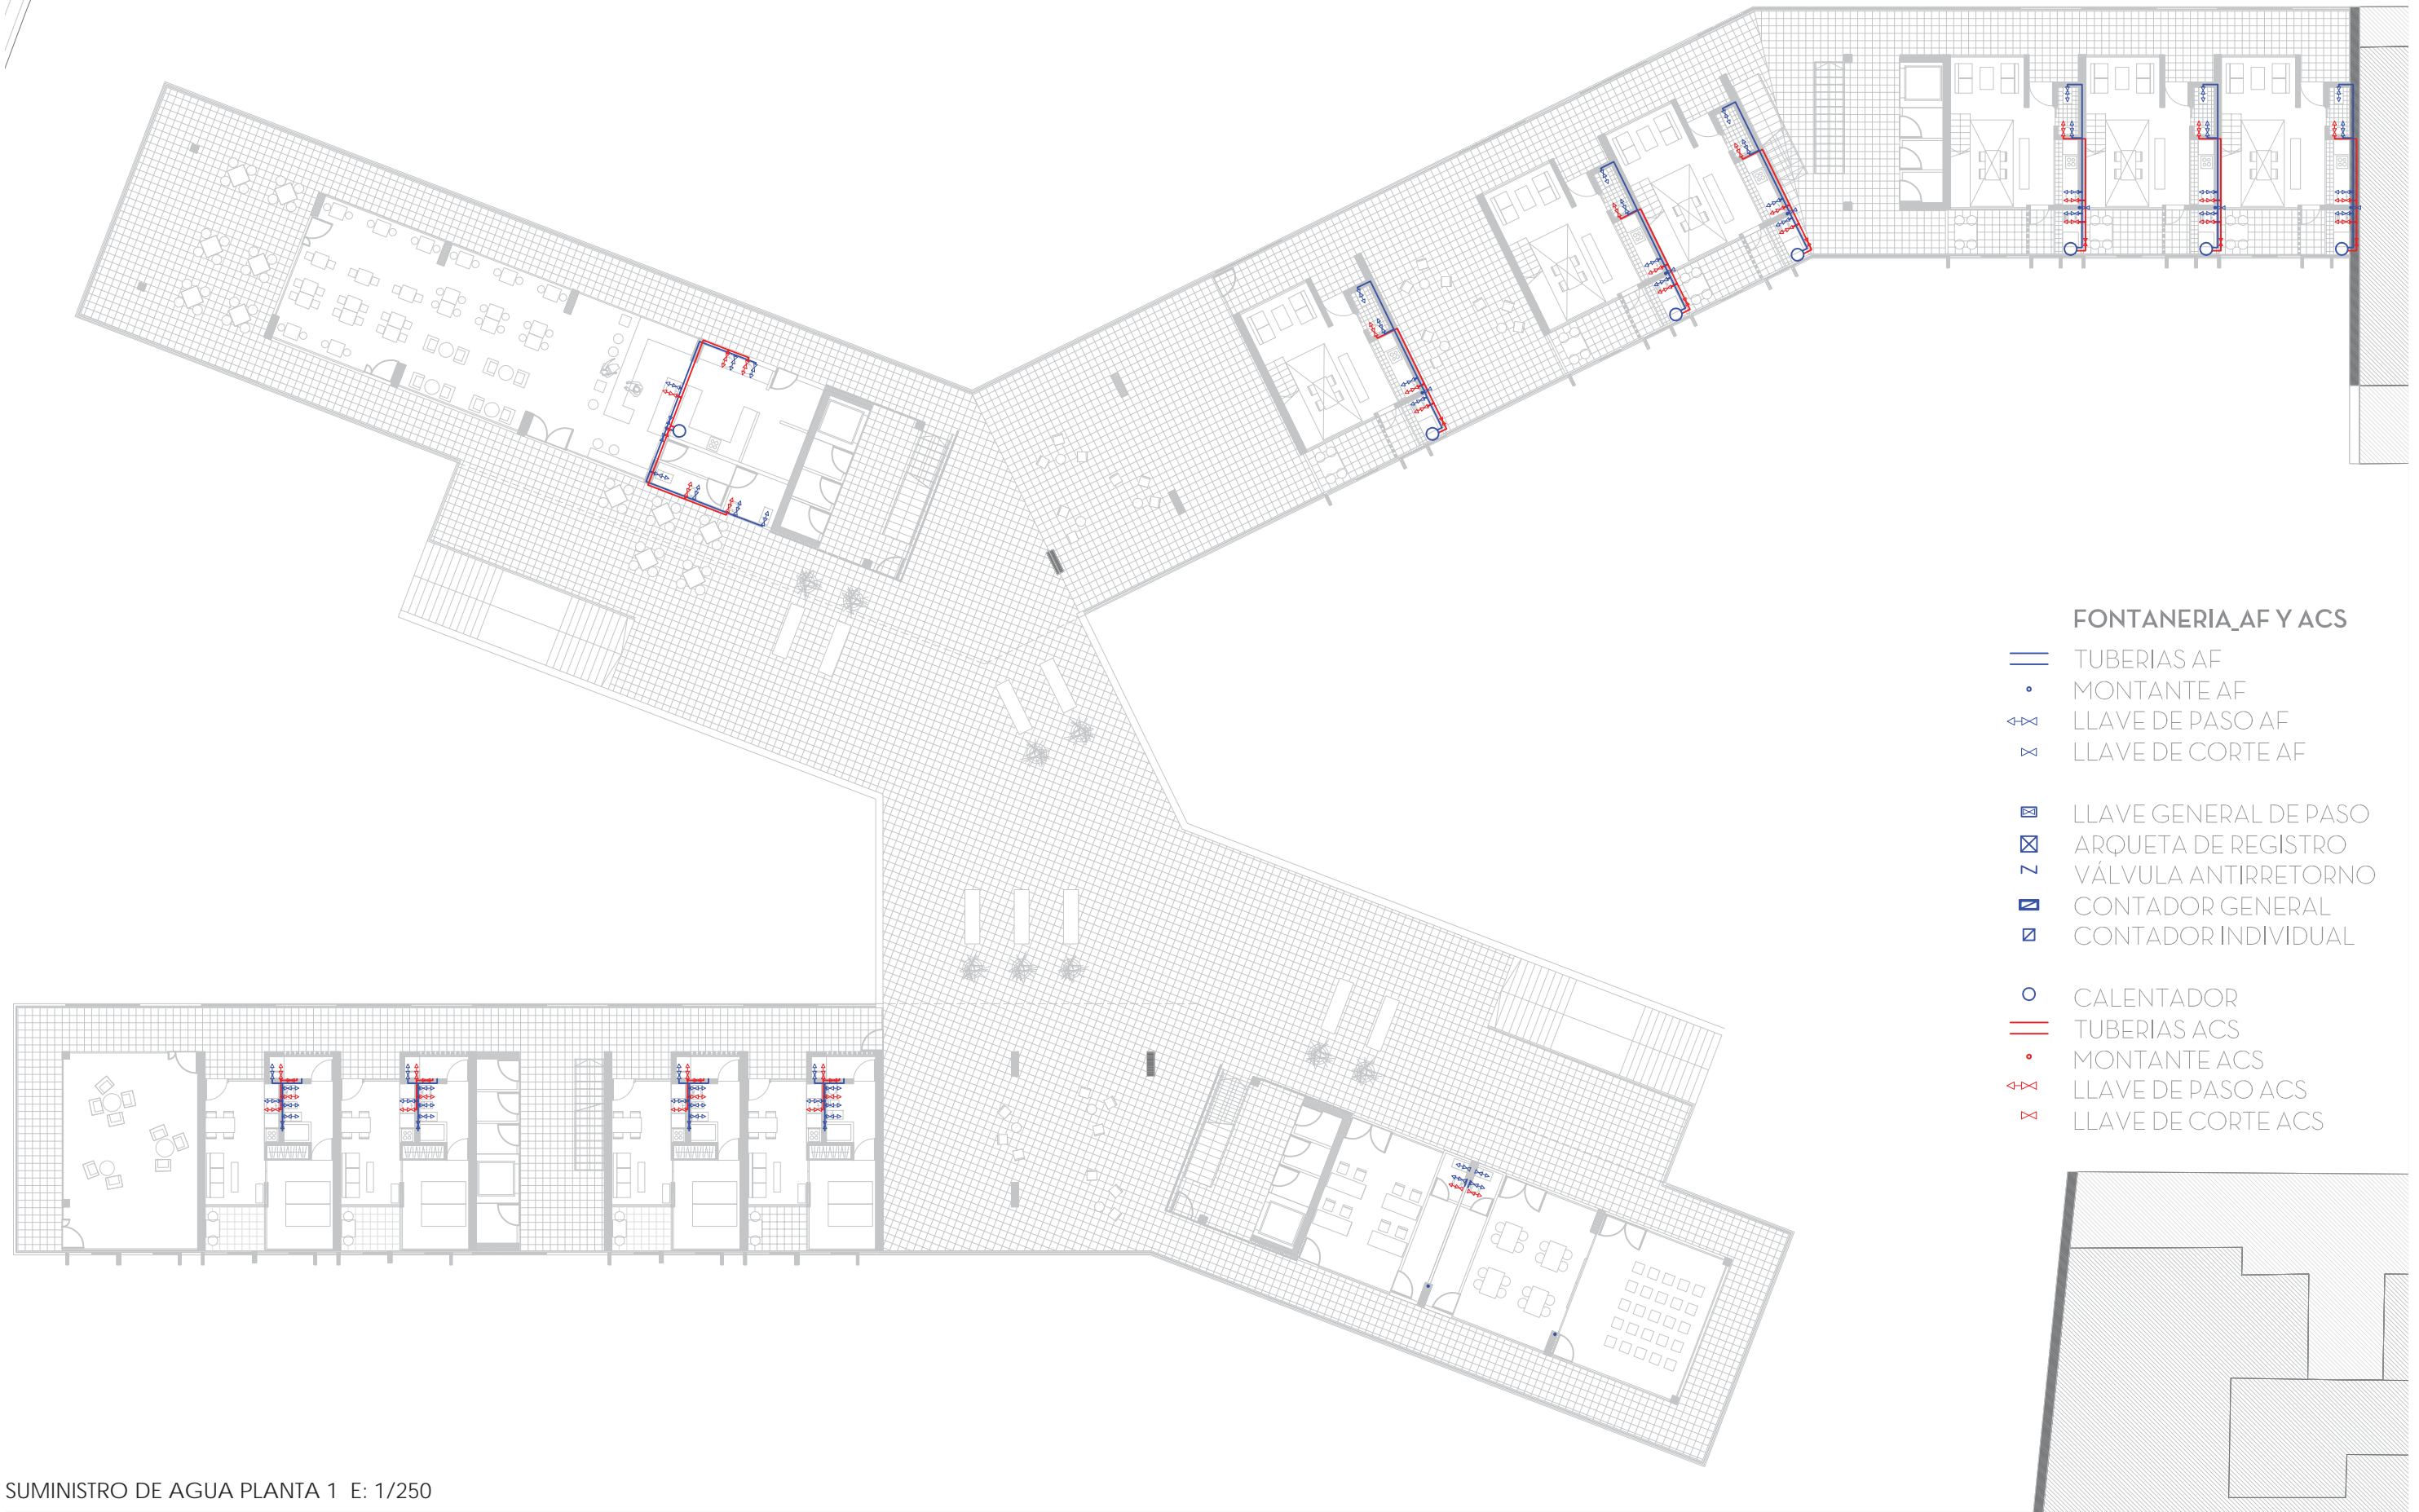 FONTANERIA_AF Y ACS
TUBERIAS AF
MONTANTE AF
LLAVE DE PASO AF
LLAVE DE CORTE AF
LLAVE GENERAL DE PASO
ARQUETA DE REGISTRO
VÁLVULA ANTIRRETORNO
CONTADOR GENERAL
CONTADOR INDIVIDUAL
CALENTADOR
TUBERIAS ACS
MONTANTE ACS
LLAVE DE PASO ACS
LLAVE DE CORTE ACS
SUMINISTRO DE AGUA PLANTA 1 E: 1/250